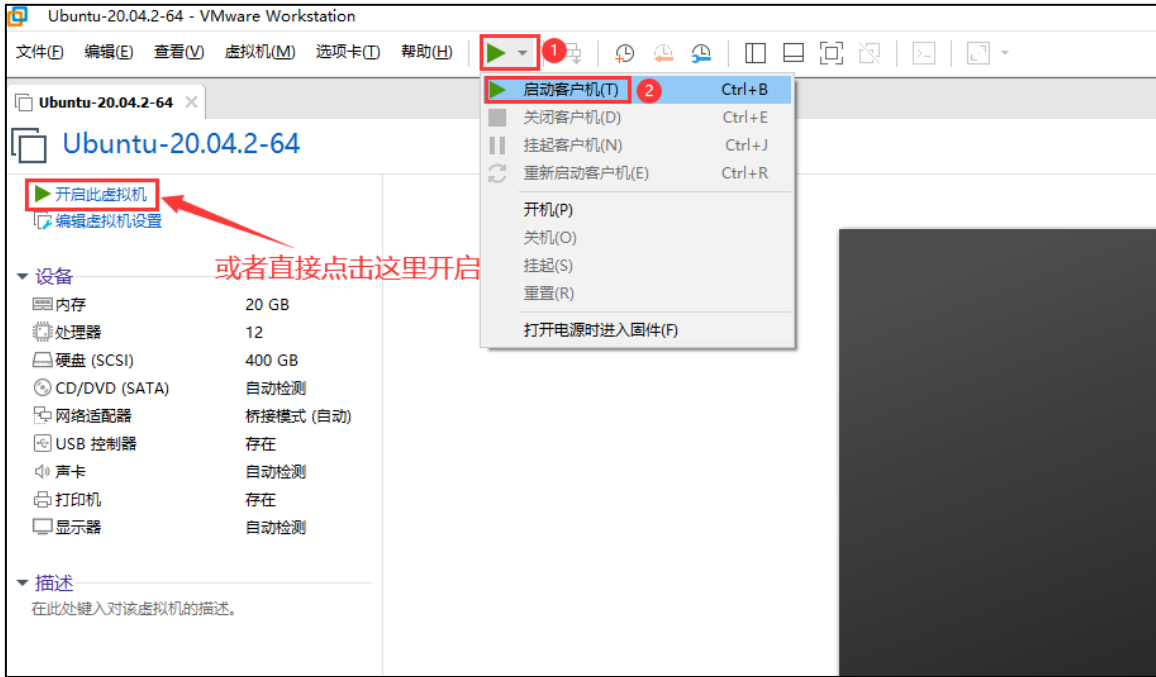 Ubuntu-20.04.2-64 - VMware Workstation
文件(F) 编辑(E) 查看(V) 虚拟机(M) 选项卡(T) 帮助(H) 1
Ubuntu-20.04.2-64
启动客户机(T) 2 Ctrl+B
关闭客户机(D) Ctrl+E
挂起客户机(N) Ctrl+J
重新启动客户机(E) Ctrl+R
开机(P)
关机(O)
挂起(S)
重置(R)
打开电源时进入固件(F)
Ubuntu-20.04.2-64
开启此虚拟机
编辑虚拟机设置
或者直接点击这里开启
设备
内存 20 GB
处理器 12
硬盘 (SCSI) 400 GB
CD/DVD (SATA) 自动检测
网络适配器 桥接模式 (自动)
USB 控制器 存在
声卡 自动检测
打印机 存在
显示器 自动检测
描述
在此处键入对该虚拟机的描述。